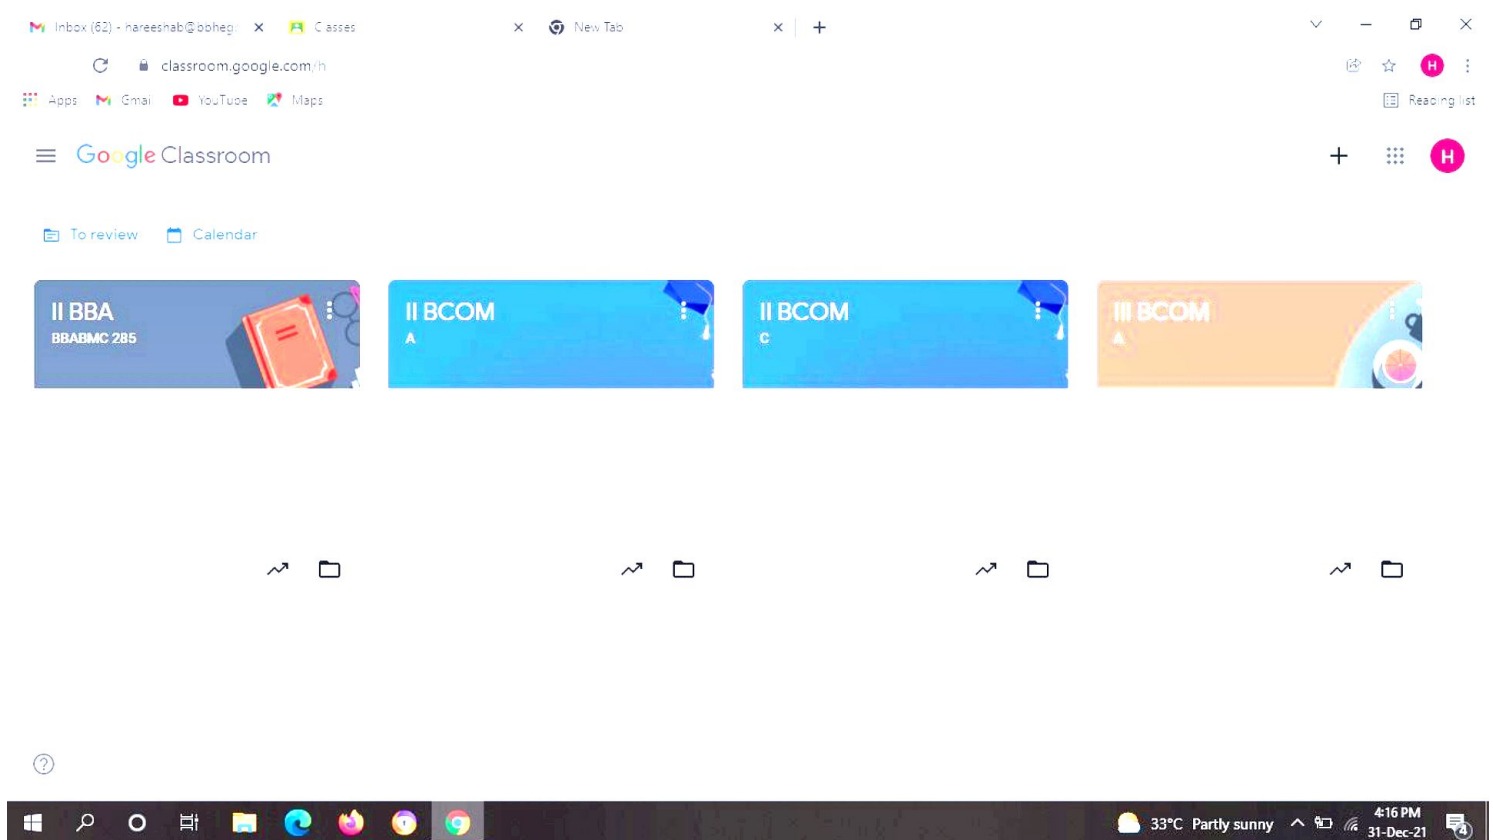 Inbox (62) - hareeshab@bbheg
Classes
New Tab
classroom.google.com/h
H
Apps
Gmail
YouTube
Maps
Reading list
Google Classroom
H
To review
Calendar
II BBA
BBABMC 285
II BCOM
A
II BCOM
C
III BCOM
A
33°C Partly sunny
4:16 PM
31-Dec-21
4